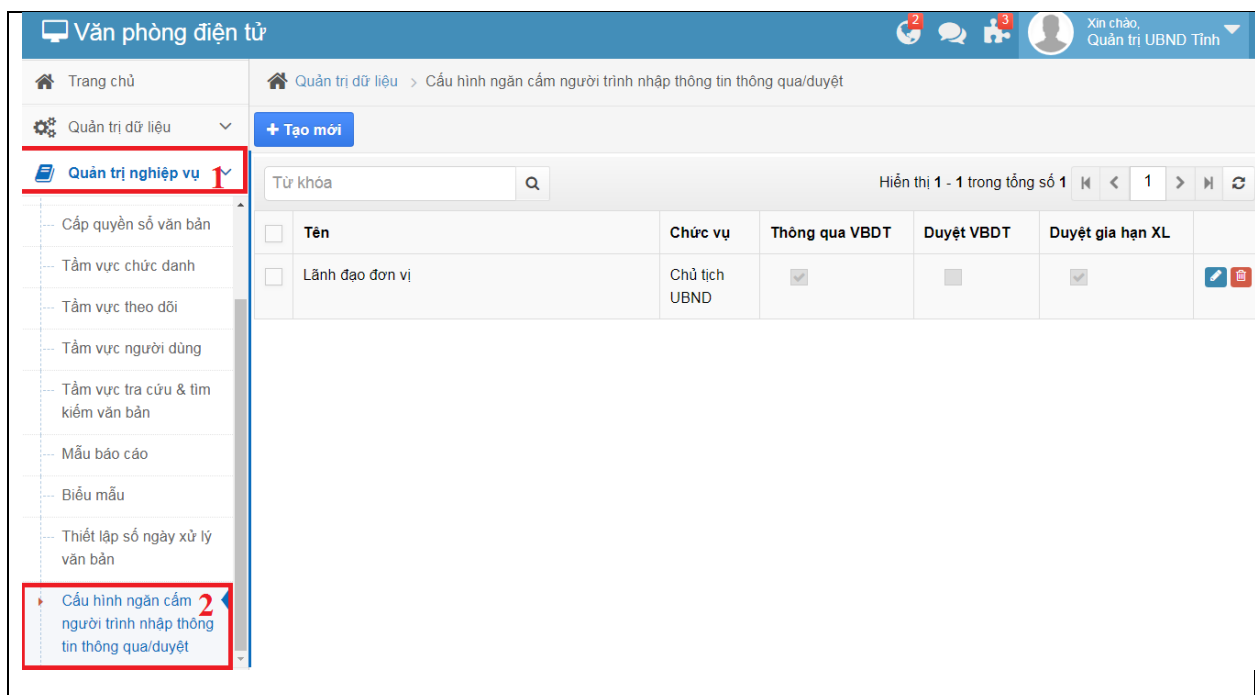 Văn phòng điện tử
2
3
Xin chào,
Quản trị UBND Tỉnh
Trang chủ
Quản trị dữ liệu
Quản trị nghiệp vụ 1
Cấp quyền sổ văn bản
Tầm vực chức danh
Tầm vực theo dõi
Tầm vực người dùng
Tầm vực tra cứu & tìm
kiếm văn bản
Mẫu báo cáo
Biểu mẫu
Thiết lập số ngày xử lý
văn bản
Cấu hình ngăn cấm 2
người trình nhập thông
tin thông qua/duyệt
Quản trị dữ liệu > Cấu hình ngăn cấm người trình nhập thông tin thông qua/duyệt
+ Tạo mới
Từ khóa
Hiển thị 1 - 1 trong tổng số 1
1
Tên Chức vụ Thông qua VBDT Duyệt VBDT Duyệt gia hạn XL
Lãnh đạo đơn vị Chủ tịch
UBND